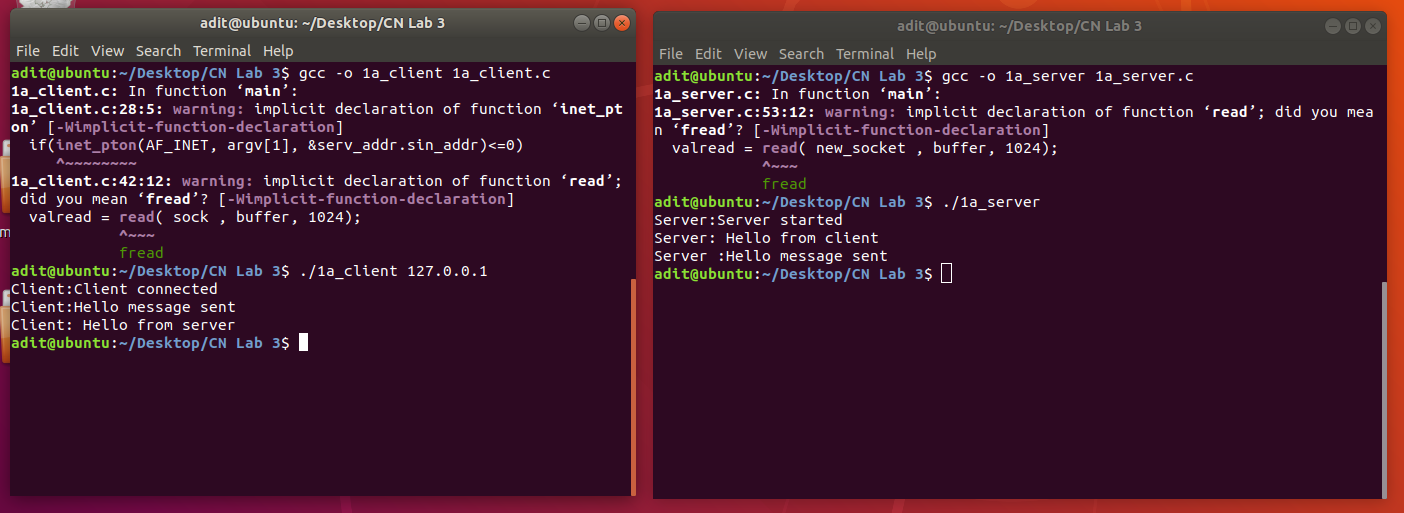 adit@ubuntu: ~/Desktop/CN Lab 3
File Edit View Search Terminal Help
adit@ubuntu:~/Desktop/CN Lab 3$ gcc -o 1a_client 1a_client.c
1a_client.c: In function ‘main’:
1a_client.c:28:5: warning: implicit declaration of function ‘inet_pt
on’ [-Wimplicit-function-declaration]
  if(inet_pton(AF_INET, argv[1], &serv_addr.sin_addr)<=0)
     ^~~~~~~~~
1a_client.c:42:12: warning: implicit declaration of function ‘read’;
 did you mean ‘fread’? [-Wimplicit-function-declaration]
  valread = read( sock , buffer, 1024);
            ^~~~
            fread
adit@ubuntu:~/Desktop/CN Lab 3$ ./1a_client 127.0.0.1
Client:Client connected
Client:Hello message sent
Client: Hello from server
adit@ubuntu:~/Desktop/CN Lab 3$
adit@ubuntu: ~/Desktop/CN Lab 3
File Edit View Search Terminal Help
adit@ubuntu:~/Desktop/CN Lab 3$ gcc -o 1a_server 1a_server.c
1a_server.c: In function ‘main’:
1a_server.c:53:12: warning: implicit declaration of function ‘read’; did you mea
n ‘fread’? [-Wimplicit-function-declaration]
  valread = read( new_socket , buffer, 1024);
            ^~~~
            fread
adit@ubuntu:~/Desktop/CN Lab 3$ ./1a_server
Server:Server started
Server: Hello from client
Server :Hello message sent
adit@ubuntu:~/Desktop/CN Lab 3$